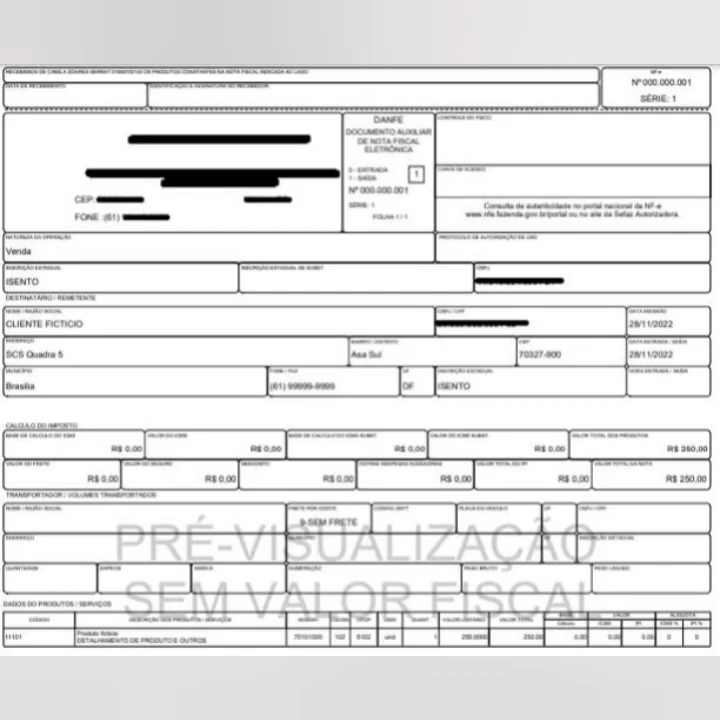 RECEBEMOS DE CAMILA SOARES OS PRODUTOS CONSTANTES NA NOTA FISCAL INDICADA AO LADO
NF-e
Nº 000.000.001
SÉRIE: 1
DATA DE RECEBIMENTO
IDENTIFICAÇÃO E ASSINATURA DO RECEBEDOR
DANFE
DOCUMENTO AUXILIAR
DE NOTA FISCAL
ELETRÔNICA
0 - ENTRADA
1 - SAÍDA
1
Nº 000.000.001
SÉRIE: 1
FOLHA 1 / 1
CEP:
FONE : (61)
CONTROLE DO FISCO
CHAVE DE ACESSO
Consulta de autenticidade no portal nacional da NF-e
www.nfe.fazenda.gov.br/portal ou no site da Sefaz Autorizadora.
NATUREZA DA OPERAÇÃO
Venda
PROTOCOLO DE AUTORIZAÇÃO DE USO
INSCRIÇÃO ESTADUAL
ISENTO
INSCRIÇÃO ESTADUAL DE SUBST
CNPJ
DESTINATÁRIO / REMETENTE
NOME / RAZÃO SOCIAL
CLIENTE FICTICIO
CNPJ / CPF
DATA EMISSÃO
28/11/2022
ENDEREÇO
SCS Quadra 5
BAIRRO / DISTRITO
Asa Sul
CEP
70327-900
DATA ENTRADA / SAÍDA
28/11/2022
MUNICÍPIO
Brasilia
FONE / FAX
(61) 99999-9999
UF
DF
INSCRIÇÃO ESTADUAL
ISENTO
HORA ENTRADA / SAÍDA
CALCULO DO IMPOSTO
BASE DE CALCULO DO ICMS
R$ 0,00
VALOR DO ICMS
R$ 0,00
BASE DE CALCULO DO ICMS SUBST.
R$ 0,00
VALOR DO ICMS SUBST.
R$ 0,00
VALOR TOTAL DOS PRODUTOS
R$ 250,00
VALOR DO FRETE
R$ 0,00
VALOR DO SEGURO
R$ 0,00
DESCONTO
R$ 0,00
OUTRAS DESPESAS ACESSÓRIAS
R$ 0,00
VALOR TOTAL DO IPI
R$ 0,00
VALOR TOTAL DA NOTA
R$ 250,00
TRANSPORTADOR / VOLUMES TRANSPORTADOS
NOME / RAZÃO SOCIAL
FRETE POR CONTA
9-SEM FRETE
CÓDIGO ANTT
PLACA DO VEÍCULO
UF
CNPJ / CPF
ENDEREÇO
MUNICÍPIO
UF
INSCRIÇÃO ESTADUAL
QUANTIDADE
ESPÉCIE
MARCA
NUMERAÇÃO
PESO BRUTO
PESO LÍQUIDO
PRÉ-VISUALIZAÇÃO
SEM VALOR FISCAL
DADOS DO PRODUTOS / SERVIÇOS
CÓDIGO
DESCRIÇÃO DOS PRODUTOS / SERVIÇOS
NCM/SH
CSOSN
CFOP
UNID
QUANT.
VALOR UNITÁRIO
VALOR TOTAL
BASE Cálculo
VALOR
ICMS
IPI
ALIQUOTA
ICMS %
IPI %
11101
Produto fictício
DETALHAMENTO DE PRODUTO E OUTROS
102
5102
und
1
250,0000
250,00
0,00
0,00
0,00
0
0